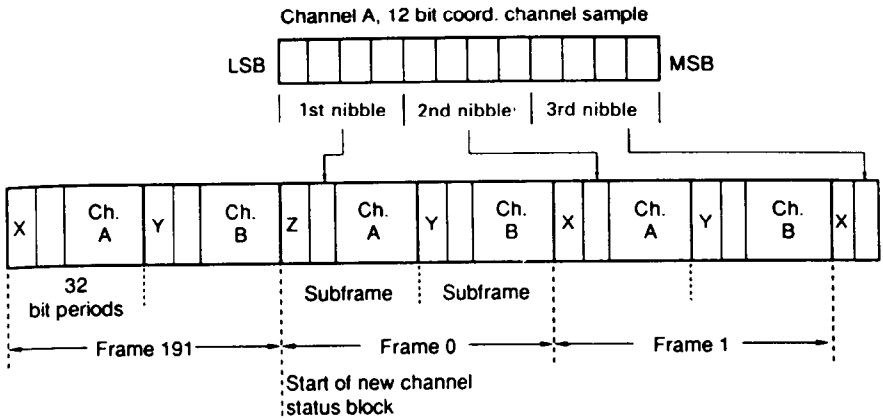 Channel A, 12 bit coord. channel sample
LSB MSB
1st nibble 2nd nibble 3rd nibble
X Ch. A Y Ch. B Z Ch. A Y Ch. B X Ch. A Y Ch. B X
32 bit periods
Subframe Subframe
Frame 191 Frame 0 Frame 1
Start of new channel
status block